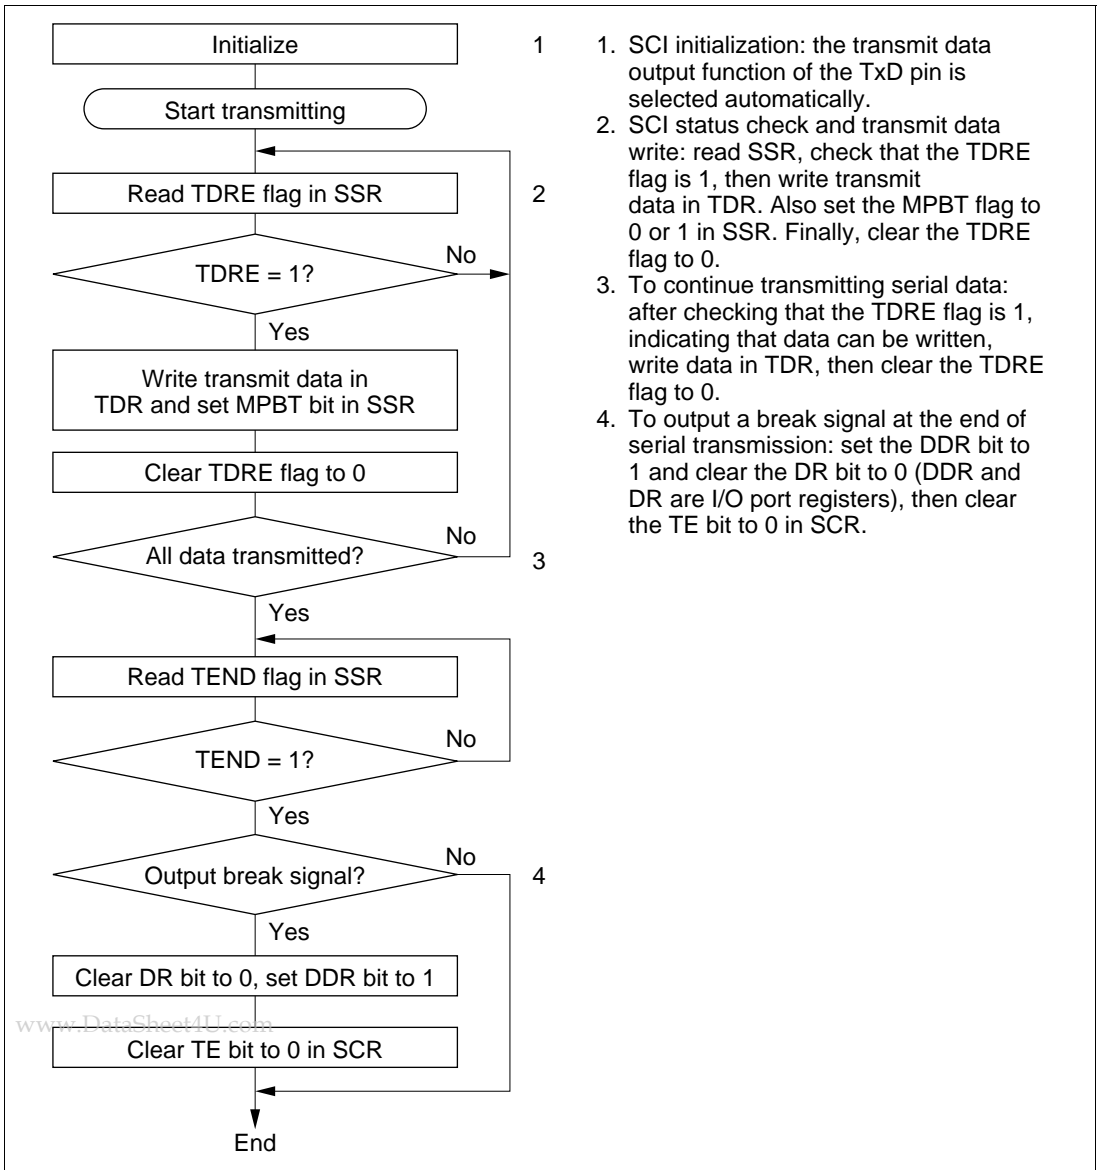 Initialize
1
Start transmitting
Read TDRE flag in SSR
2
TDRE = 1?
No
Yes
Write transmit data in
TDR and set MPBT bit in SSR
Clear TDRE flag to 0
All data transmitted?
No
3
Yes
Read TEND flag in SSR
TEND = 1?
No
Yes
Output break signal?
No
4
Yes
Clear DR bit to 0, set DDR bit to 1
www.DataSheet4U.com
Clear TE bit to 0 in SCR
End
1. SCI initialization: the transmit data
output function of the TxD pin is
selected automatically.
2. SCI status check and transmit data
write: read SSR, check that the TDRE
flag is 1, then write transmit
data in TDR. Also set the MPBT flag to
0 or 1 in SSR. Finally, clear the TDRE
flag to 0.
3. To continue transmitting serial data:
after checking that the TDRE flag is 1,
indicating that data can be written,
write data in TDR, then clear the TDRE
flag to 0.
4. To output a break signal at the end of
serial transmission: set the DDR bit to
1 and clear the DR bit to 0 (DDR and
DR are I/O port registers), then clear
the TE bit to 0 in SCR.